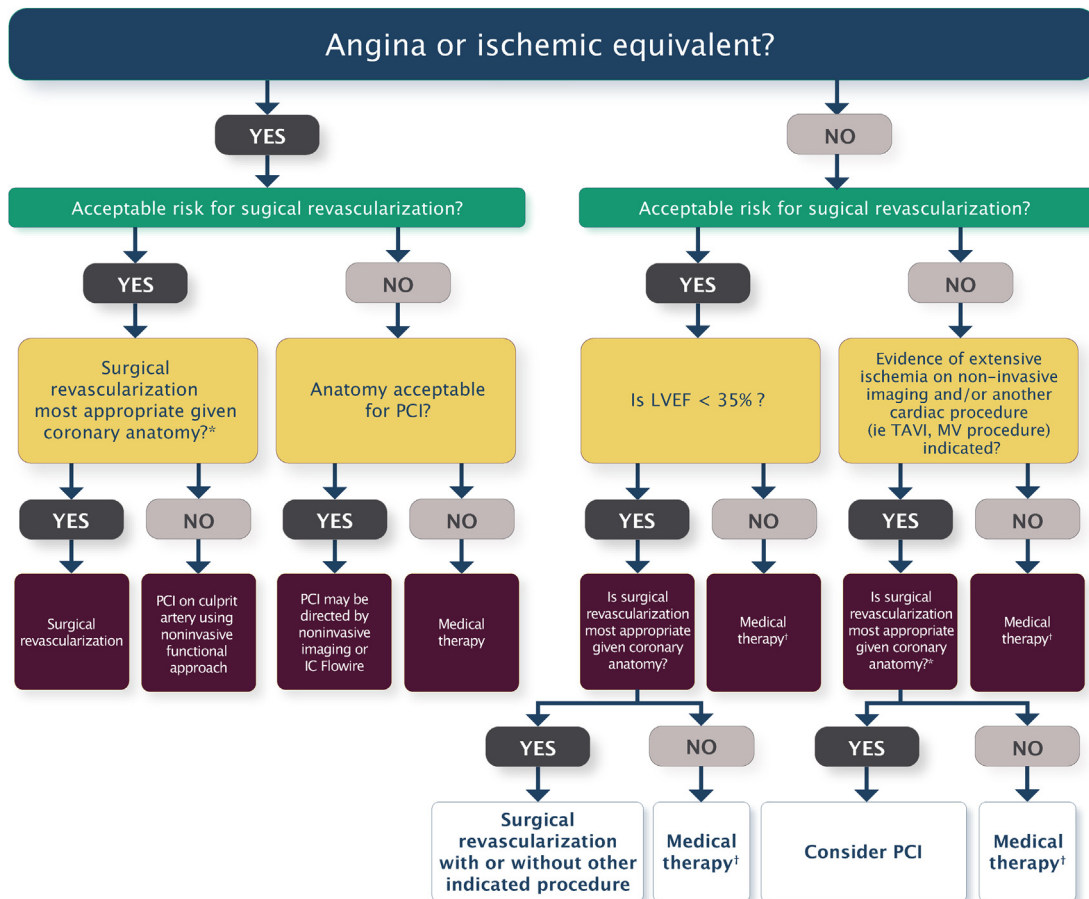 Angina or ischemic equivalent?
YES
NO
Acceptable risk for sugical revascularization?
Acceptable risk for sugical revascularization?
YES
NO
YES
NO
Surgical
revascularization
most appropriate given
coronary anatomy?*
Anatomy acceptable
for PCI?
Is LVEF < 35% ?
Evidence of extensive
ischemia on non-invasive
imaging and/or another
cardiac procedure
(ie TAVI, MV procedure)
indicated?
YES
NO
YES
NO
YES
NO
YES
NO
Surgical
revascularization
PCI on culprit
artery using
noninvasive
functional
approach
PCI may be
directed by
noninvasive
imaging or
IC Flowire
Medical
therapy
Is surgical
revascularization
most appropriate
given coronary
anatomy?
Medical
therapy†
Is surgical
revascularization
most appropriate
given coronary
anatomy?*
Medical
therapy†
YES
NO
YES
NO
Surgical
revascularization
with or without other
indicated procedure
Medical
therapy†
Consider PCI
Medical
therapy†